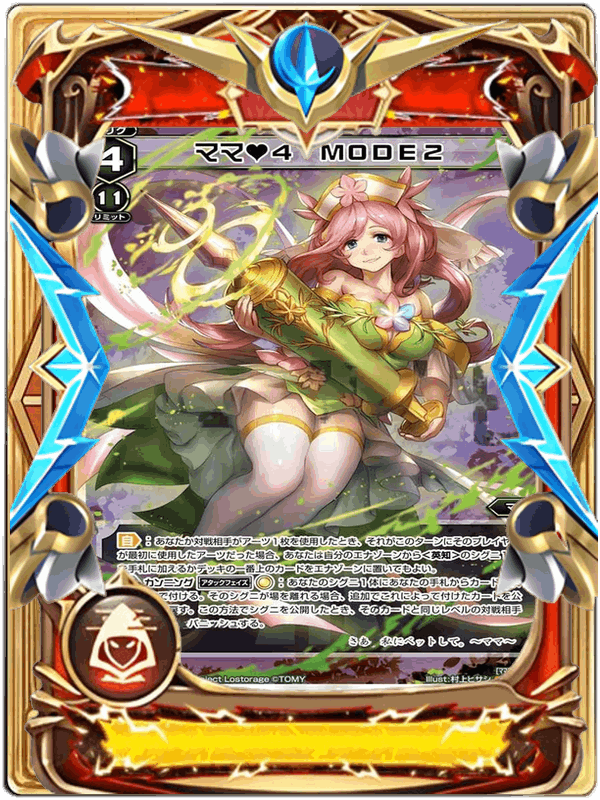 4
ママ♥4 MODE2
11
リミット
自:あなたか対戦相手がアーツ1枚を使用したとき、それがこのターンにそのプレイヤ
が最初に使用したアーツだった場合、あなたは自分のエナゾーンから<英知>のシグニ1
手札に加えるかデッキの一番上のカードをエナゾーンに置いてもよい。
カンニング アタックフェイズ :あなたのシグニ1体にあなたの手札からカード
て付ける。そのシグニが場を離れる場合、追加でこれによって付けたカードを公
す。この方法でシグニを公開したとき、そのカードと同じレベルの対戦相手
バニッシュする。
さあ 私にベットして。～ママ～
ject Lostorage ©TOMY Illust:村上ヒサシ